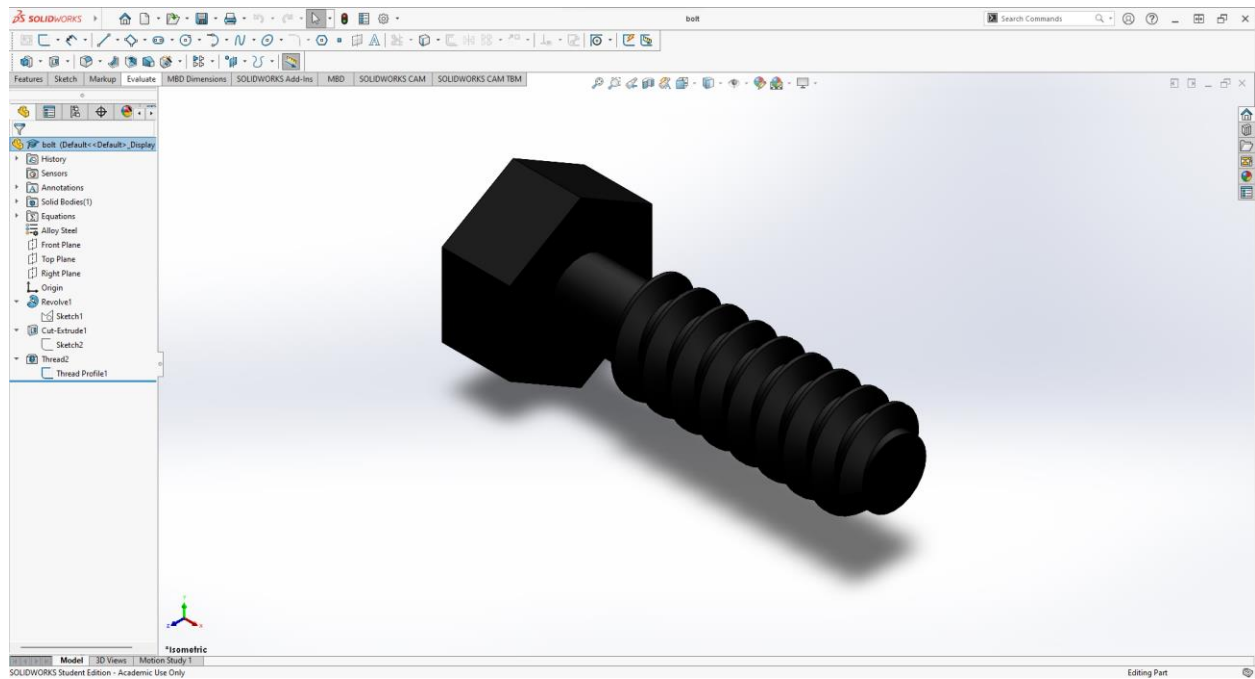 SOLIDWORKS
bolt
Search Commands
Features Sketch Markup Evaluate MBD Dimensions SOLIDWORKS Add-Ins MBD SOLIDWORKS CAM SOLIDWORKS CAM TBM
bolt (Default<<Default>_Display
History
Sensors
Annotations
Solid Bodies(1)
Equations
Alloy Steel
Front Plane
Top Plane
Right Plane
Origin
Revolve1
Sketch1
Cut-Extrude1
Sketch2
Thread2
Thread Profile1
*Isometric
Model 3D Views Motion Study 1
SOLIDWORKS Student Edition - Academic Use Only
Editing Part